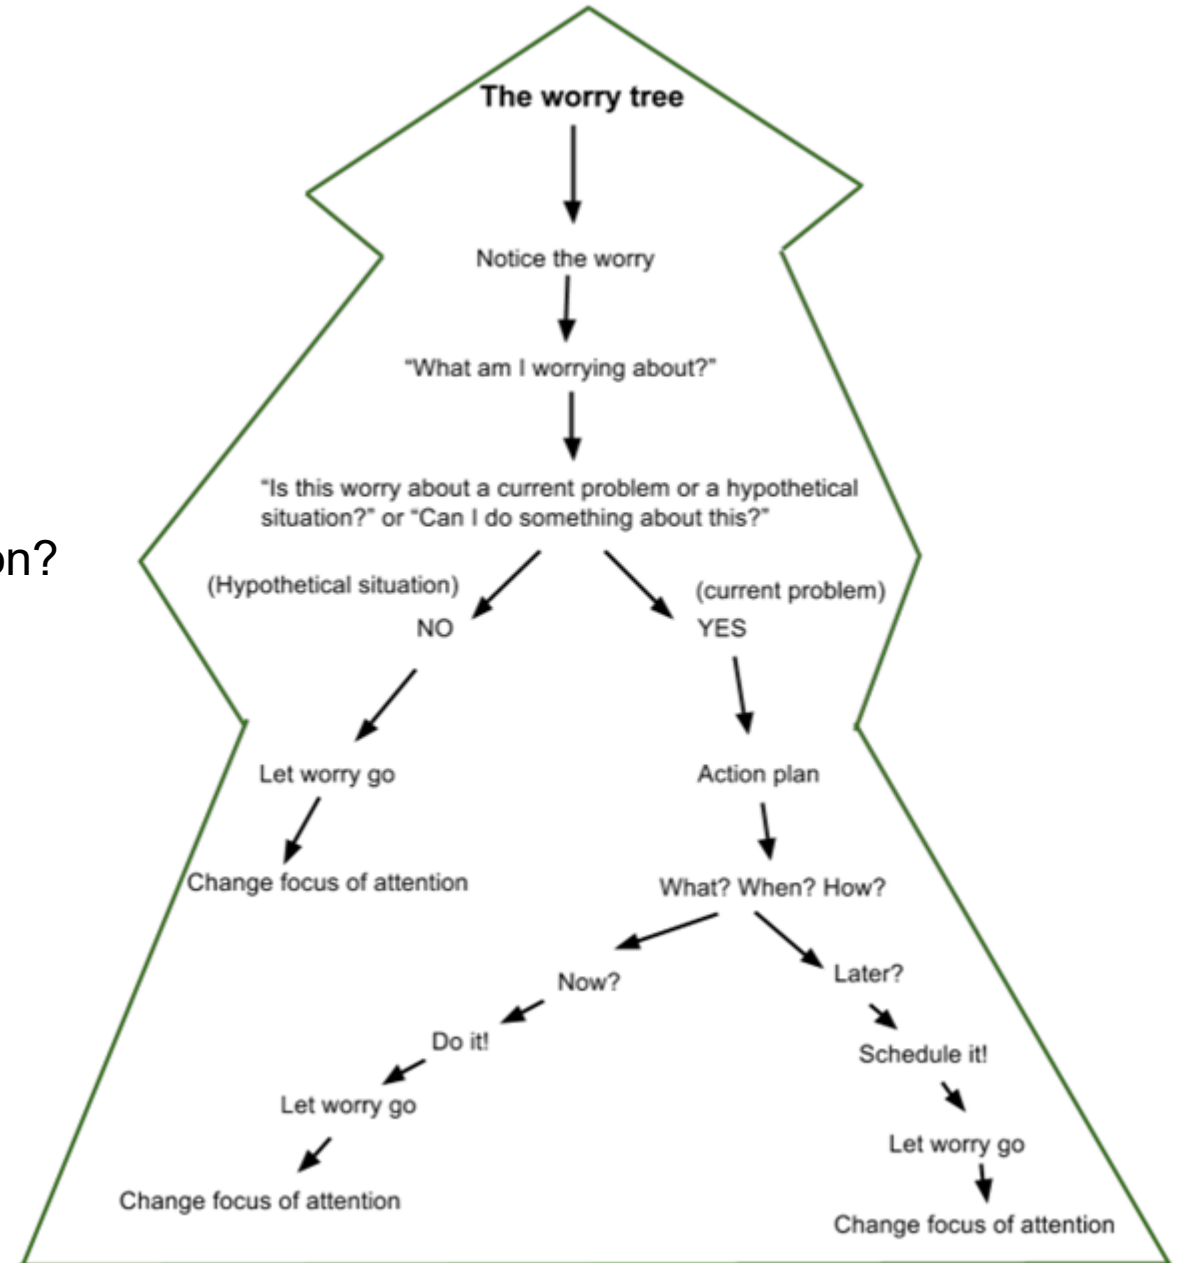 The worry tree
Notice the worry
“What am I worrying about?”
“Is this worry about a current problem or a hypothetical
situation?” or “Can I do something about this?”
on?
(Hypothetical situation)
(current problem)
NO
YES
Let worry go
Action plan
Change focus of attention
What? When? How?
Now?
Later?
Do it!
Schedule it!
Let worry go
Let worry go
Change focus of attention
Change focus of attention